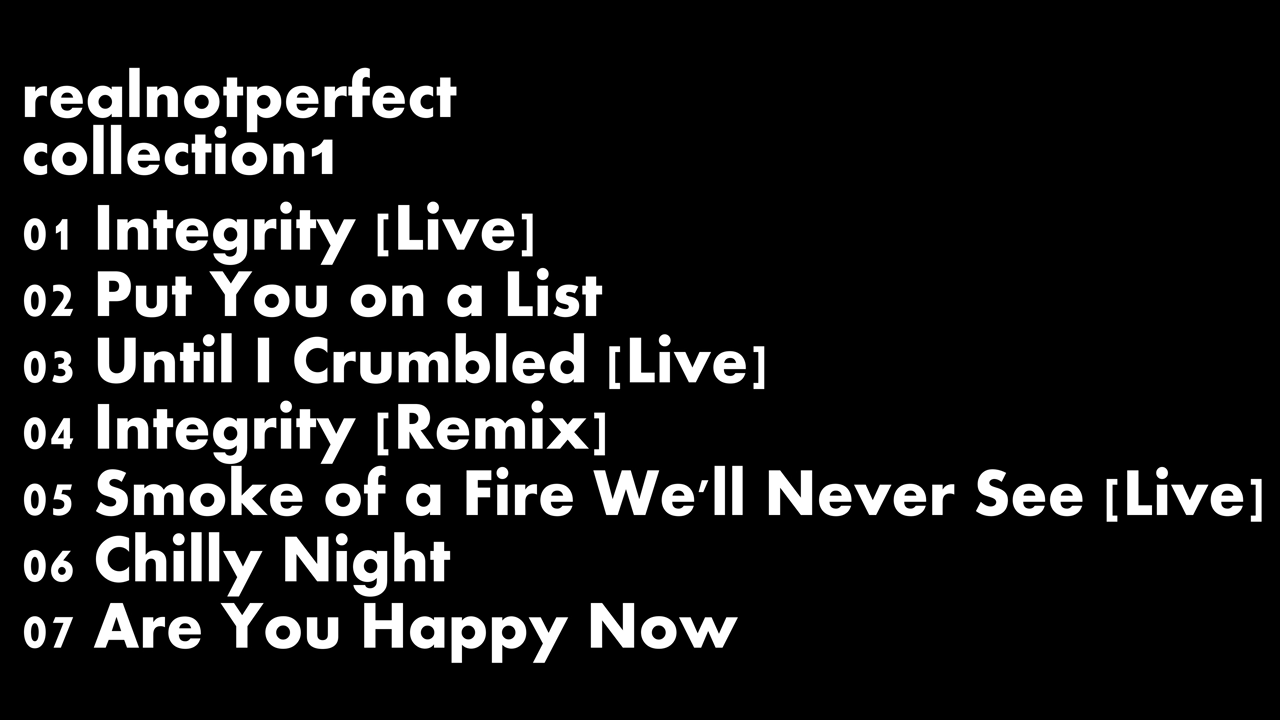 realnotperfect
collection1
01 Integrity [Live]
02 Put You on a List
03 Until I Crumbled [Live]
04 Integrity [Remix]
05 Smoke of a Fire We'll Never See [Live]
06 Chilly Night
07 Are You Happy Now